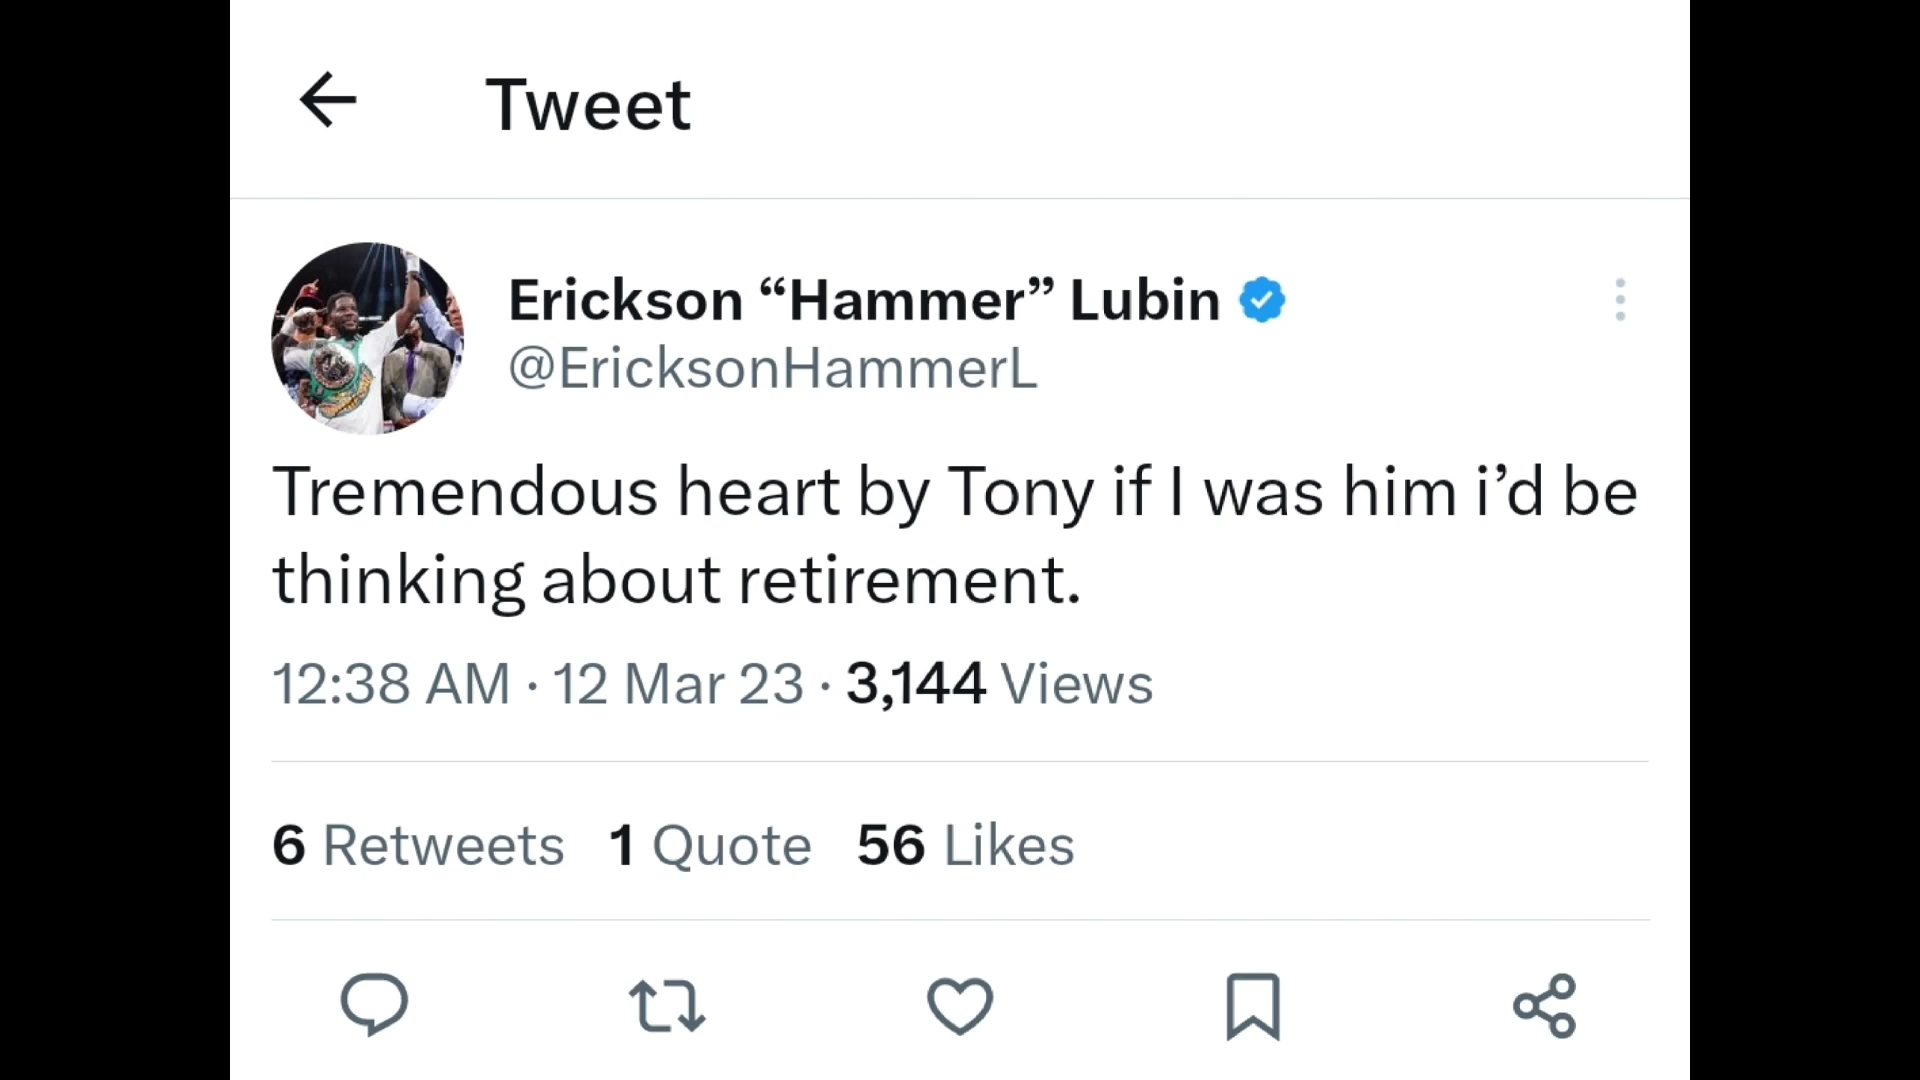 Tweet
Erickson “Hammer” Lubin
@EricksonHammerL
Tremendous heart by Tony if I was him i’d be
thinking about retirement.
12:38 AM · 12 Mar 23 · 3,144 Views
6 Retweets 1 Quote 56 Likes